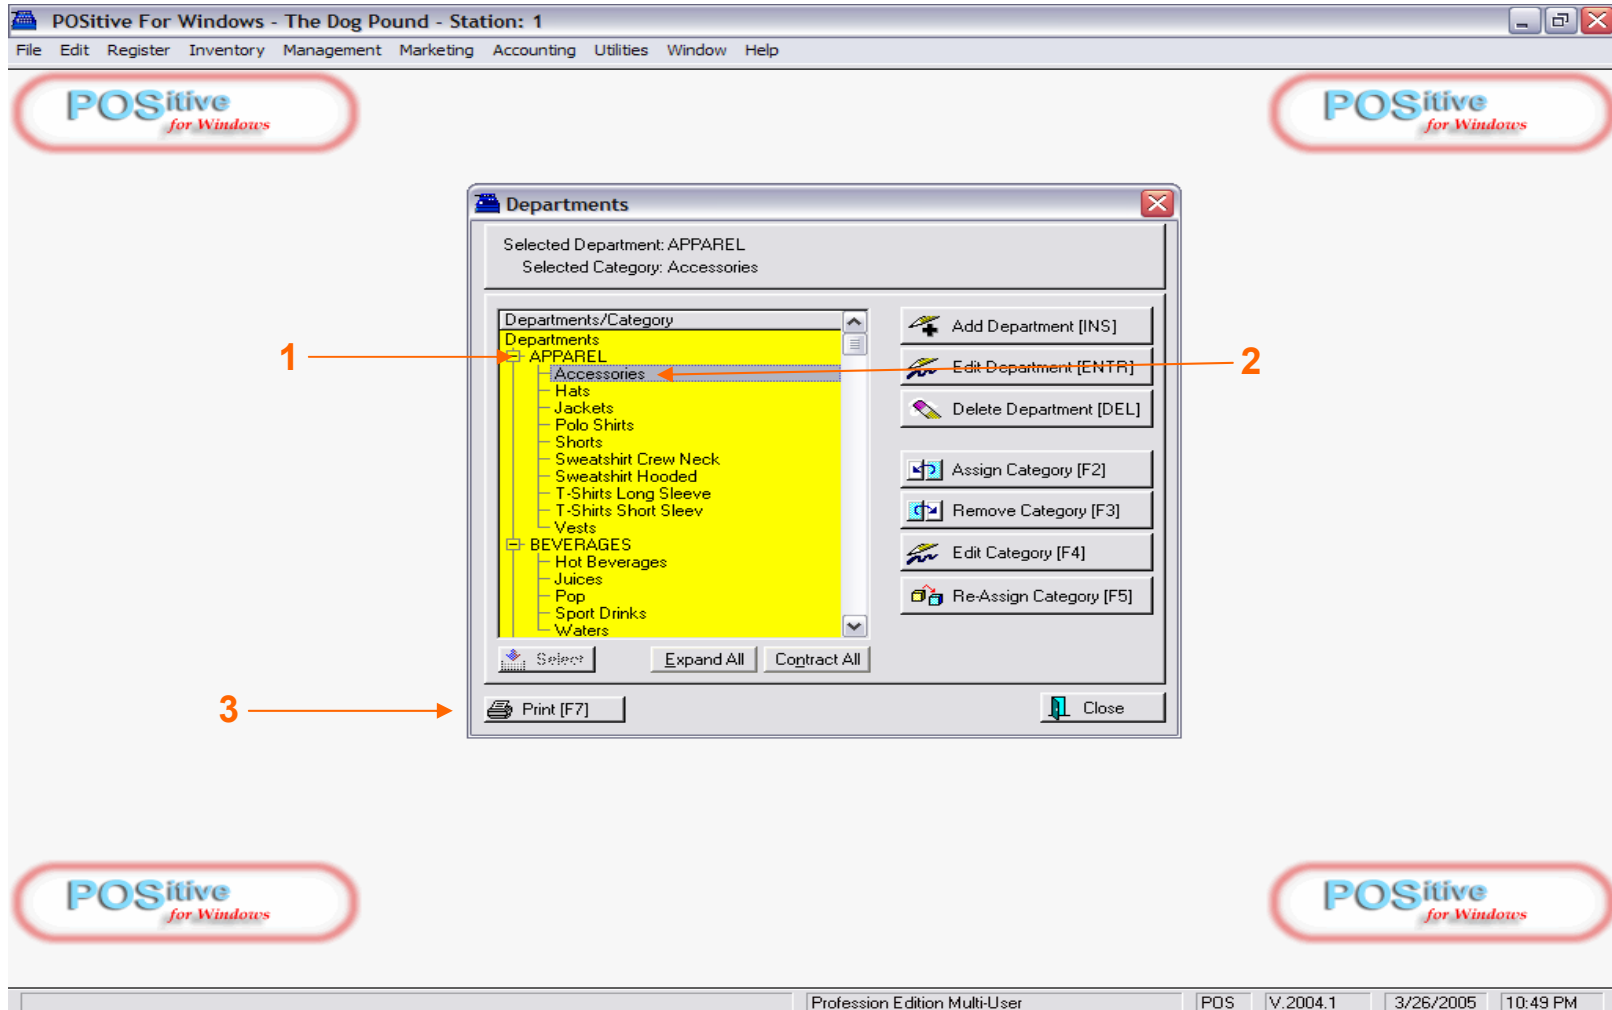 POSitive For Windows - The Dog Pound - Station: 1
File Edit Register Inventory Management Marketing Accounting Utilities Window Help
POSitive
for Windows
POSitive
for Windows
Departments
Selected Department: APPAREL
Selected Category: Accessories
Departments/Category
Departments
APPAREL
Accessories
Hats
Jackets
Polo Shirts
Shorts
Sweatshirt Crew Neck
Sweatshirt Hooded
T-Shirts Long Sleeve
T-Shirts Short Sleev
Vests
BEVERAGES
Hot Beverages
Juices
Pop
Sport Drinks
Waters
Add Department [INS]
Edit Department [ENTR]
Delete Department [DEL]
Assign Category [F2]
Remove Category [F3]
Edit Category [F4]
Re-Assign Category [F5]
Select Expand All Contract All
Print [F7] Close
1
2
3
POSitive
for Windows
POSitive
for Windows
Profession Edition Multi-User POS V.2004.1 3/26/2005 10:49 PM